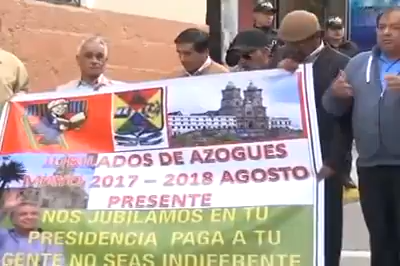 JUBILADOS DE AZOGUES
MAYO 2017 – 2018 AGOSTO
PRESENTE
NOS JUBILAMOS EN TU
PRESIDENCIA PAGA A TU
GENTE NO SEAS INDIFERENTE